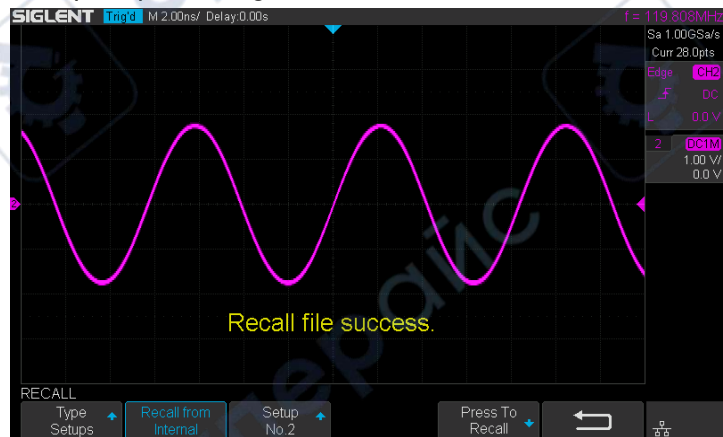 SIGLENT Trig'd M 2.00ns/ Delay:0.00s f = 119.808MHz
Sa 1.00GSa/s
Curr 28.0pts
Edge CH2
DC
L 0.0 V
2 DC1M
1.00 V/
0.0 V
2
Recall file success.
RECALL
Type Setups
Recall from Internal
Setup No.2
Press To Recall